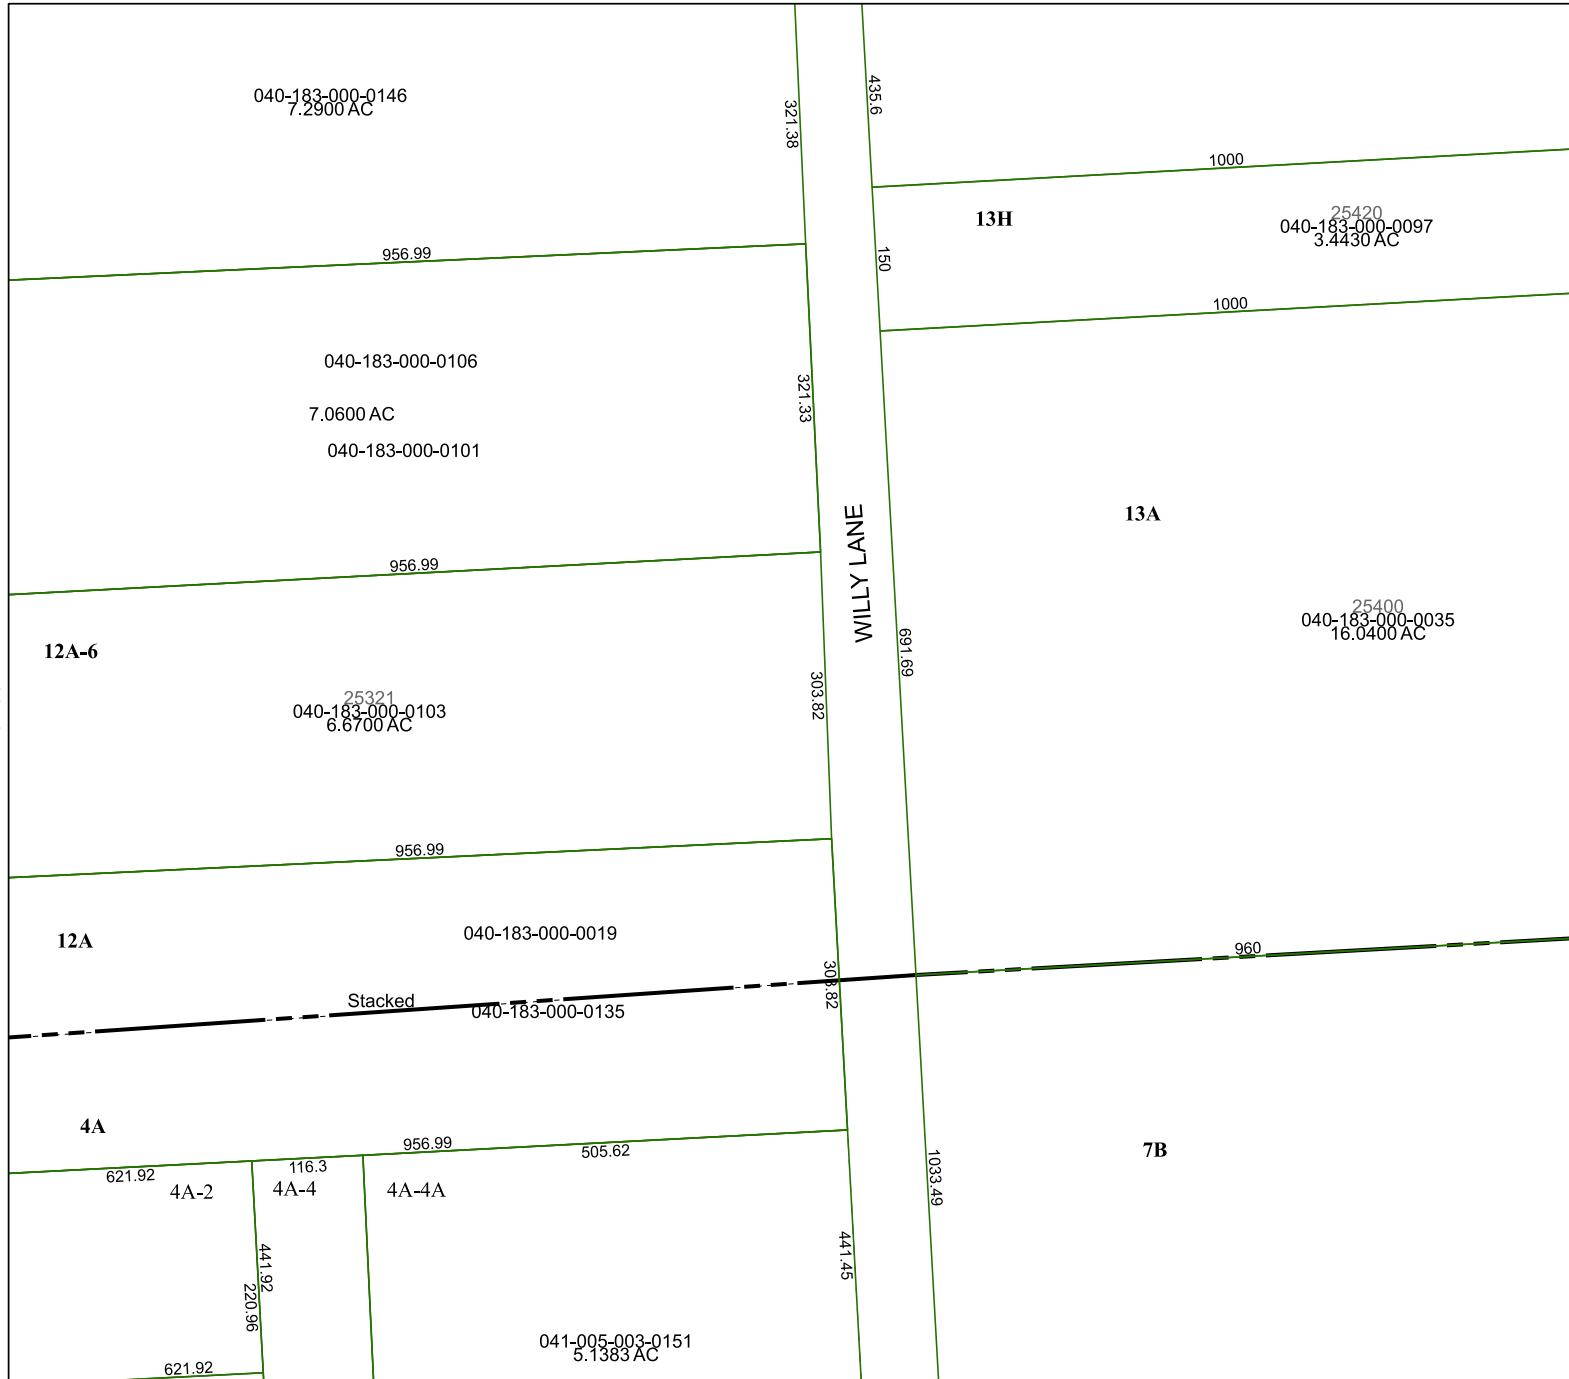 040-183-000-0146
7.2900 AC
321.38
435.6
1000
13H
25420
040-183-000-0097
3.4430 AC
956.99
150
1000
040-183-000-0106
7.0600 AC
040-183-000-0101
321.33
WILLY LANE
13A
956.99
25400
040-183-000-0035
16.0400 AC
12A-6
691.69
25321
040-183-000-0103
6.6700 AC
303.82
956.99
12A
040-183-000-0019
960
303.82
Stacked
040-183-000-0135
4A
956.99
505.62
7B
621.92
116.3
4A-2
4A-4
4A-4A
1033.49
441.92
220.96
441.45
041-005-003-0151
5.1383 AC
621.92